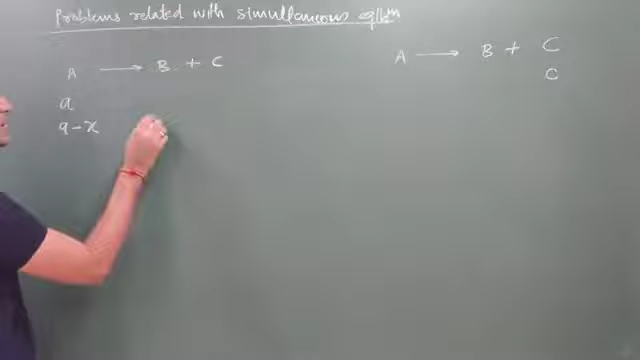 Problems related with simultaneous eqlbm
A → B + C
a
a - x
A → B + C
C